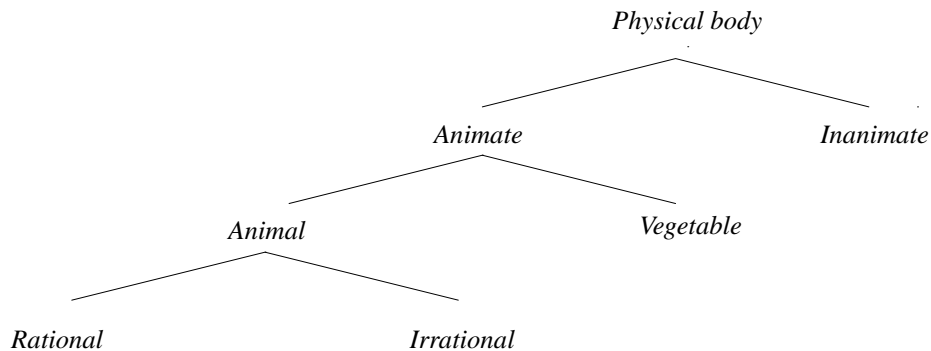 Physical body
Animate
Inanimate
Animal
Vegetable
Rational
Irrational